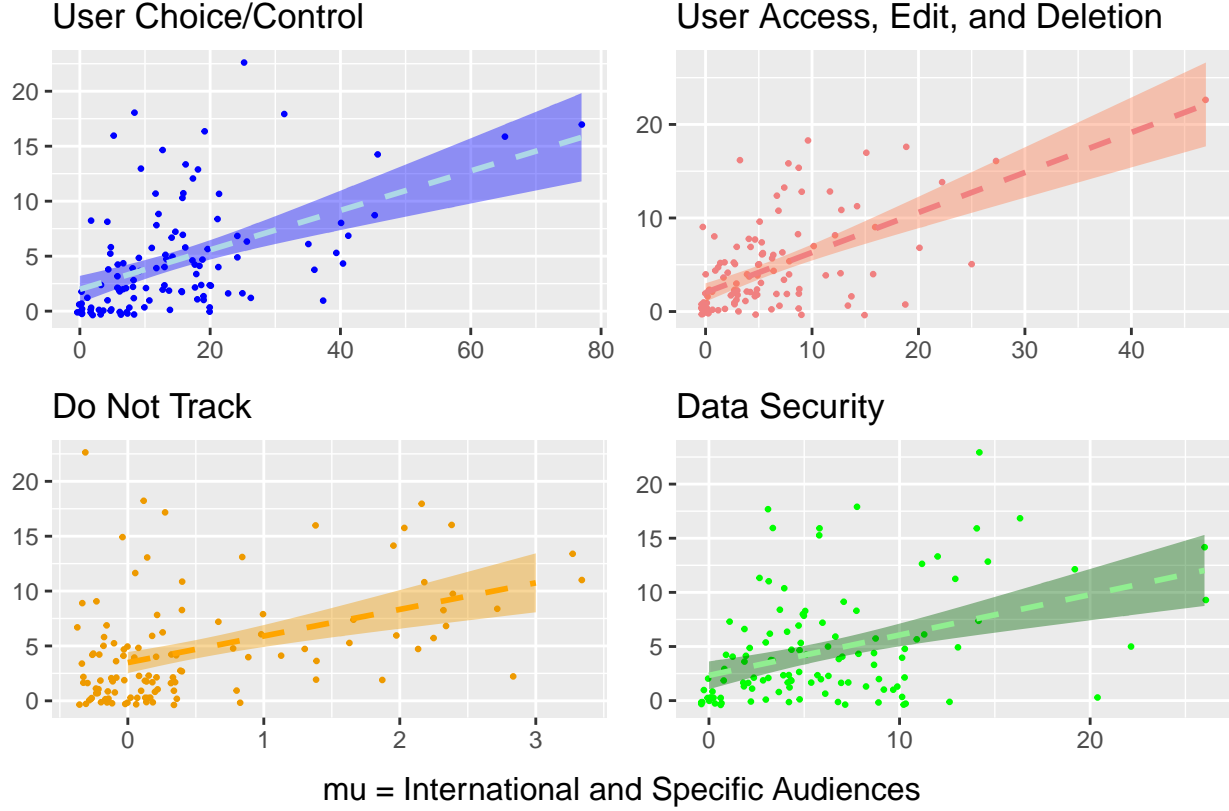 User Choice/Control
User Access, Edit, and Deletion
20
15
10
5
0
0 20 40 60 80
20
10
0
0 10 20 30 40
Do Not Track
Data Security
20
15
10
5
0
0 1 2 3
20
15
10
5
0
0 10 20
mu = International and Specific Audiences